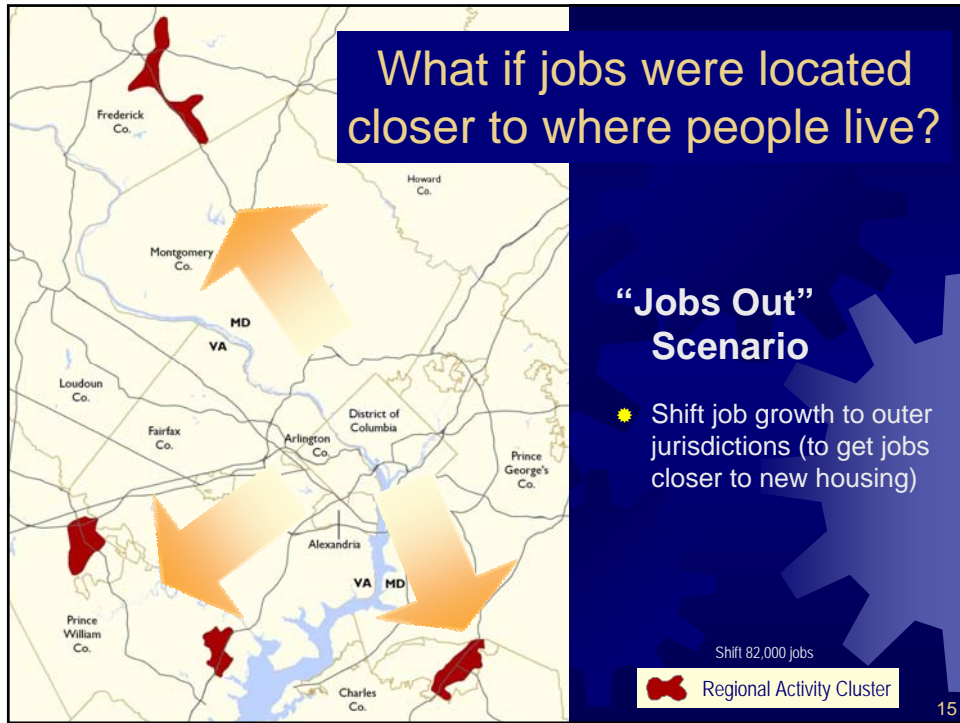 What if jobs were located
closer to where people live?
Frederick
Co.
Howard
Co.
Montgomery
Co.
MD
VA
Loudoun
Co.
Fairfax
Co.
Arlington
Co.
District of
Columbia
Prince
George's
Co.
Alexandria
VA
MD
Prince
William
Co.
Charles
Co.
“Jobs Out”
Scenario
Shift job growth to outer
jurisdictions (to get jobs
closer to new housing)
Shift 82,000 jobs
Regional Activity Cluster
15